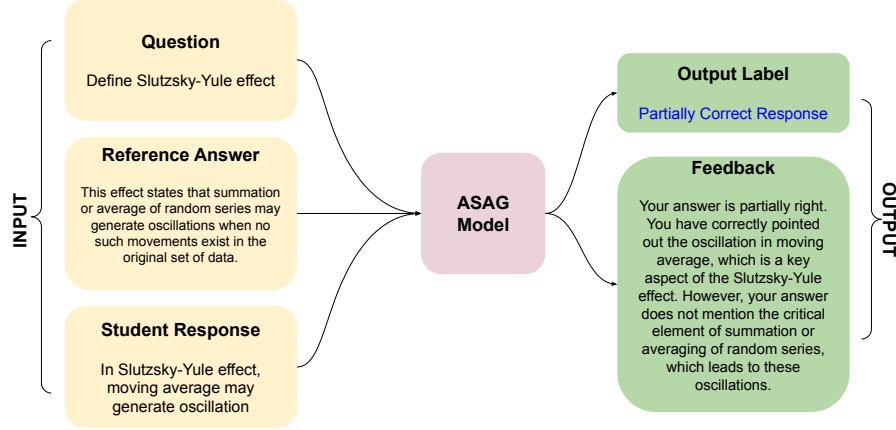 INPUT
Question
Define Slutzsky-Yule effect
Reference Answer
This effect states that summation
or average of random series may
generate oscillations when no
such movements exist in the
original set of data.
Student Response
In Slutzsky-Yule effect,
moving average may
generate oscillation
ASAG
Model
Output Label
Partially Correct Response
Feedback
Your answer is partially right.
You have correctly pointed
out the oscillation in moving
average, which is a key
aspect of the Slutzsky-Yule
effect. However, your answer
does not mention the critical
element of summation or
averaging of random series,
which leads to these
oscillations.
OUTPUT